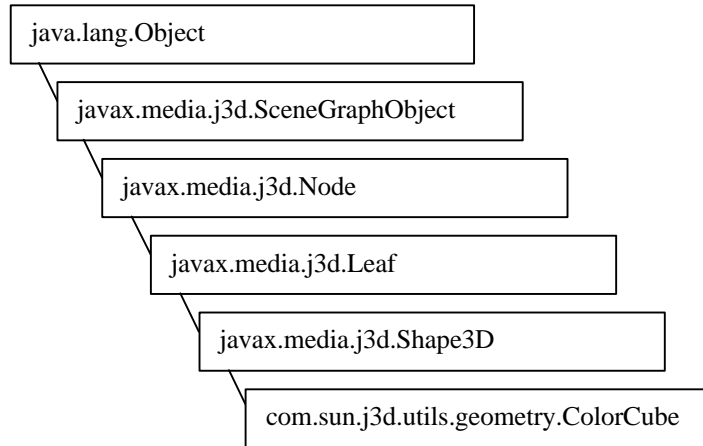 java.lang.Object
javax.media.j3d.SceneGraphObject
javax.media.j3d.Node
javax.media.j3d.Leaf
javax.media.j3d.Shape3D
com.sun.j3d.utils.geometry.ColorCube